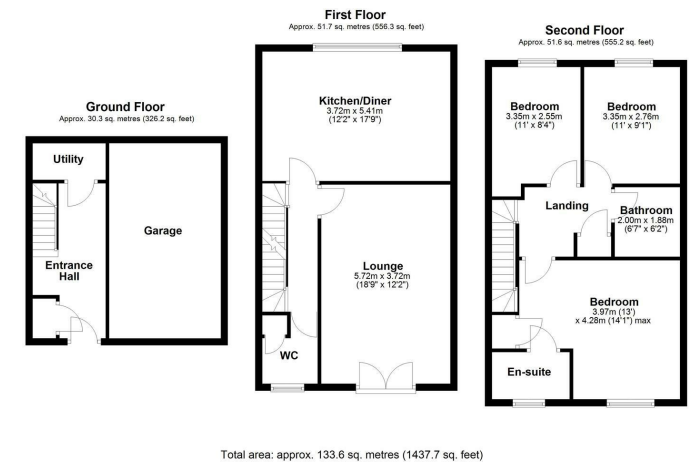 Ground Floor
Approx. 30.3 sq. metres (326.2 sq. feet)
Utility
Garage
Entrance
Hall
First Floor
Approx. 51.7 sq. metres (556.3 sq. feet)
Kitchen/Diner
3.72m x 5.41m
(12'2" x 17'9")
Lounge
5.72m x 3.72m
(18'9" x 12'2")
WC
Second Floor
Approx. 51.6 sq. metres (555.2 sq. feet)
Bedroom
3.35m x 2.55m
(11' x 8'4")
Bedroom
3.35m x 2.76m
(11' x 9'1")
Landing
Bathroom
2.00m x 1.88m
(6'7" x 6'2")
Bedroom
3.97m (13')
x 4.28m (14'1") max
En-suite
Total area: approx. 133.6 sq. metres (1437.7 sq. feet)